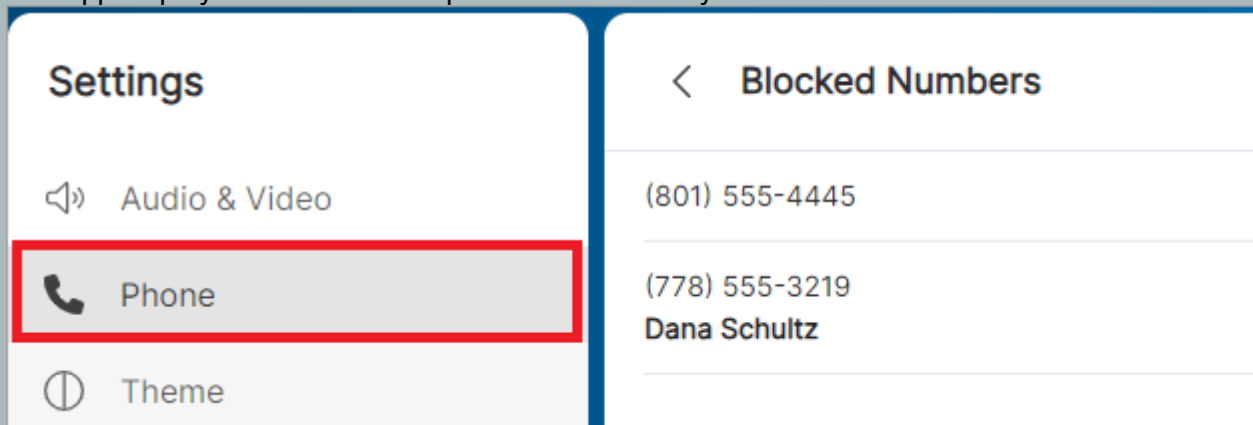 Settings
Audio & Video
Phone
Theme
Blocked Numbers
(801) 555-4445
(778) 555-3219
Dana Schultz